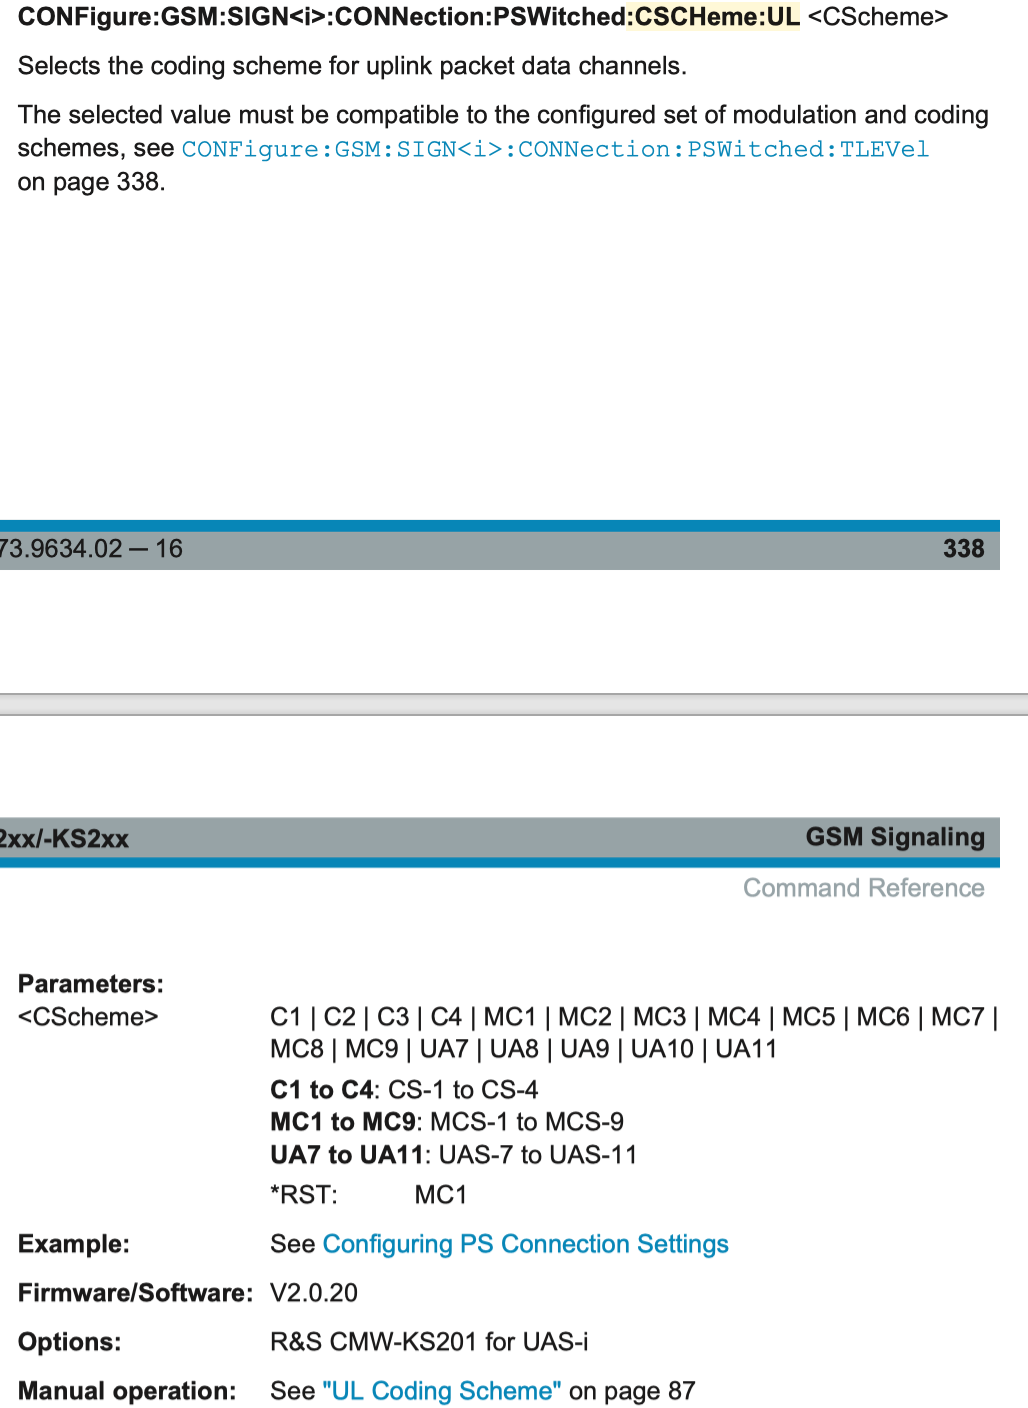 CONFigure:GSM:SIGN<i>:CONNection:PSWitched:CSCHeme:UL <CScheme>
Selects the coding scheme for uplink packet data channels.
The selected value must be compatible to the configured set of modulation and coding
schemes, see CONFigure:GSM:SIGN<i>:CONNection:PSWitched:TLEVel
on page 338.
73.9634.02 — 16 338
2xx/-KS2xx GSM Signaling
Command Reference
Parameters:
<CScheme> C1 | C2 | C3 | C4 | MC1 | MC2 | MC3 | MC4 | MC5 | MC6 | MC7 |
MC8 | MC9 | UA7 | UA8 | UA9 | UA10 | UA11
C1 to C4: CS-1 to CS-4
MC1 to MC9: MCS-1 to MCS-9
UA7 to UA11: UAS-7 to UAS-11
*RST: MC1
Example: See Configuring PS Connection Settings
Firmware/Software: V2.0.20
Options: R&S CMW-KS201 for UAS-i
Manual operation: See "UL Coding Scheme" on page 87